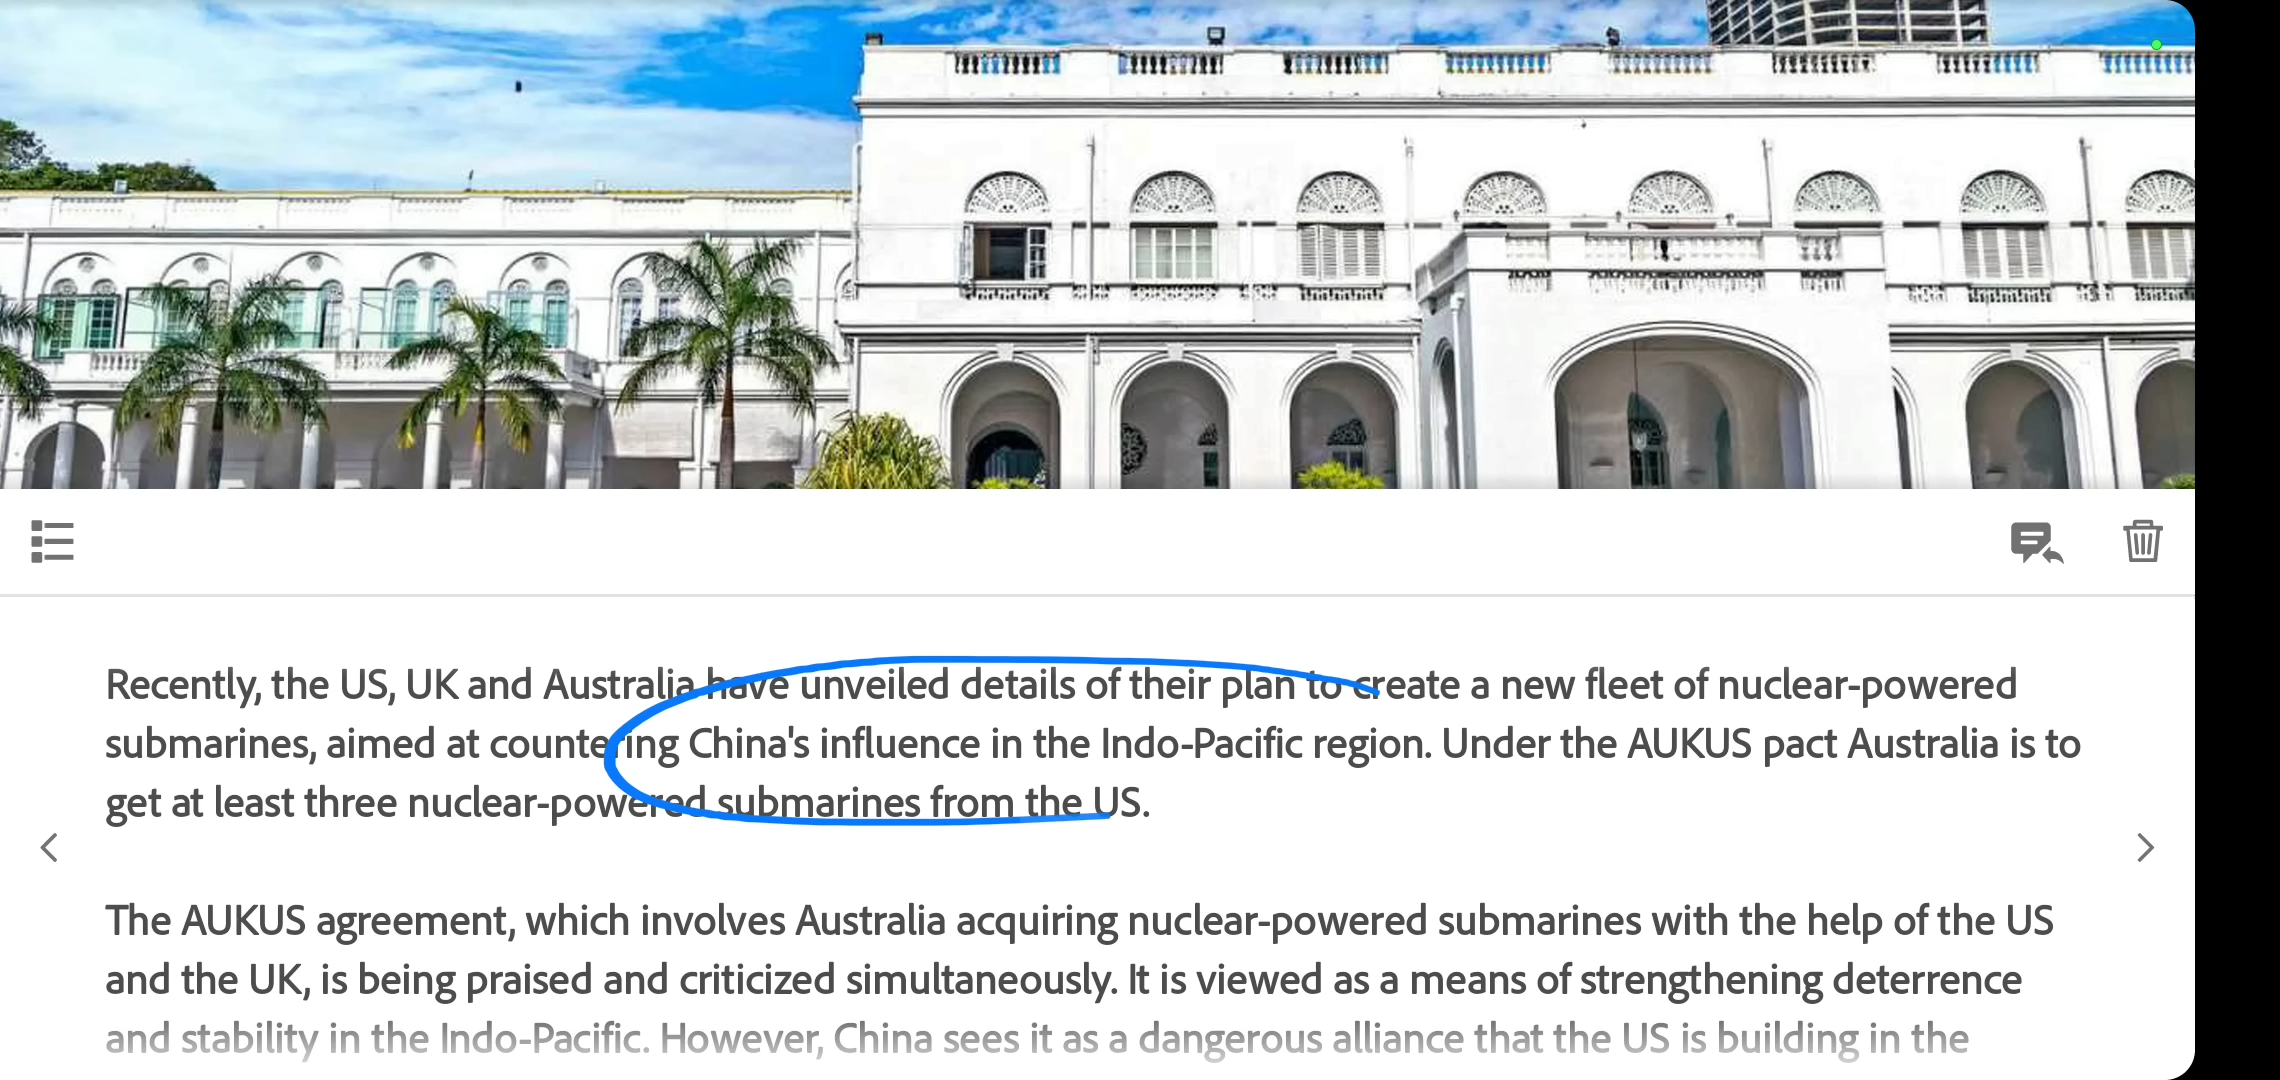 Recently, the US, UK and Australia have unveiled details of their plan to create a new fleet of nuclear-powered
submarines, aimed at countering China's influence in the Indo-Pacific region. Under the AUKUS pact Australia is to
get at least three nuclear-powered submarines from the US.
The AUKUS agreement, which involves Australia acquiring nuclear-powered submarines with the help of the US
and the UK, is being praised and criticized simultaneously. It is viewed as a means of strengthening deterrence
and stability in the Indo-Pacific. However, China sees it as a dangerous alliance that the US is building in the